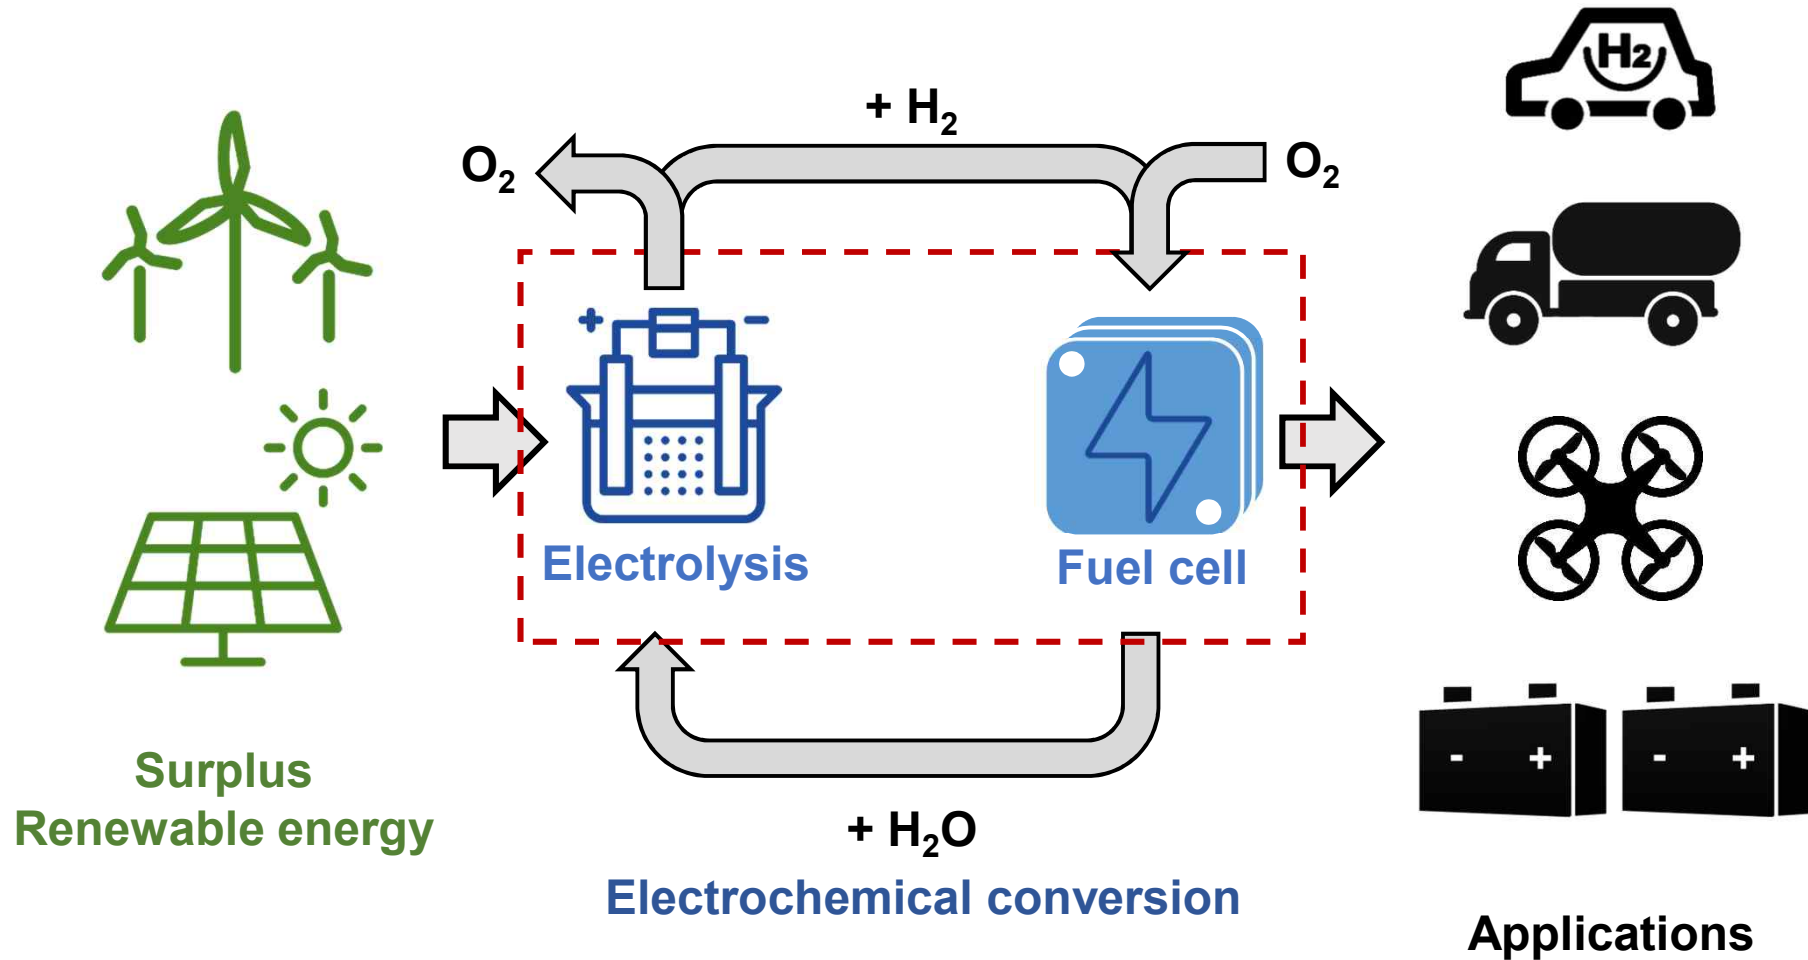 H2
+ H₂
O₂
O₂
+ -
Electrolysis
Fuel cell
- +
- +
Surplus
Renewable energy
+ H₂O
Electrochemical conversion
Applications